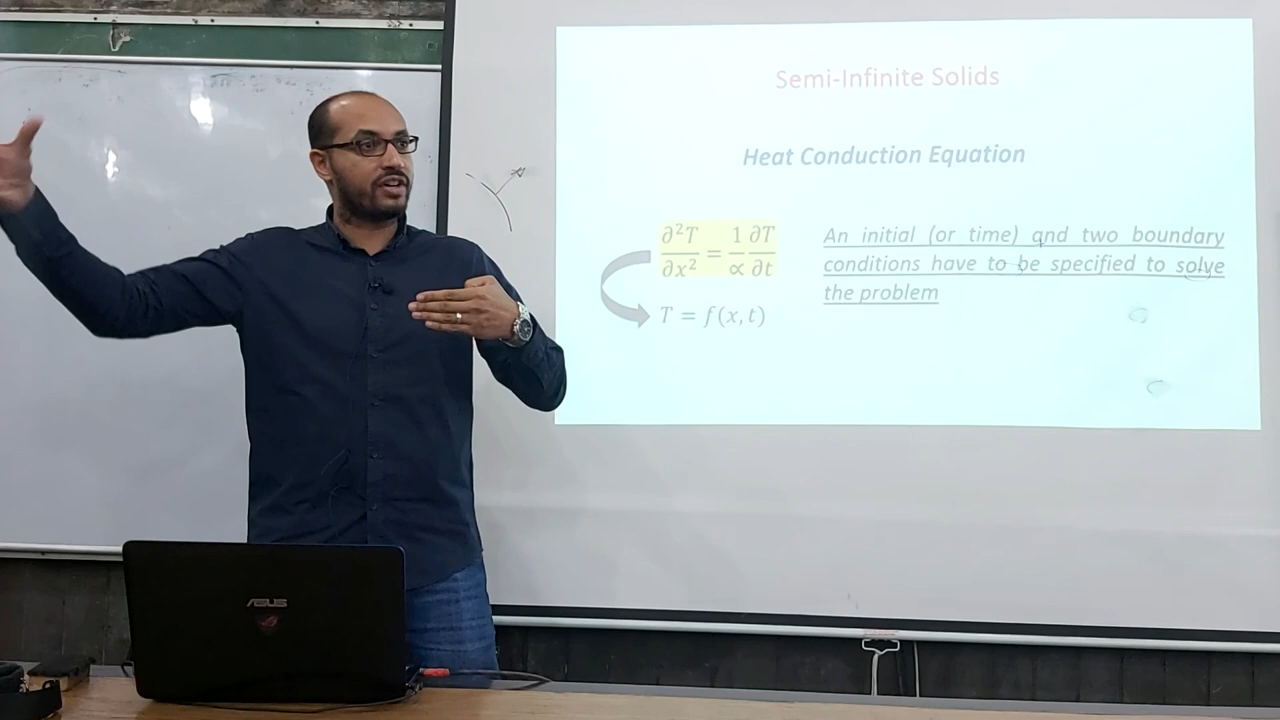 Semi-Infinite Solids
Heat Conduction Equation
∂²T/∂x² = 1/∝ ∂T/∂t
T = f(x,t)
An initial (or time) and two boundary
conditions have to be specified to solve
the problem
ASUS